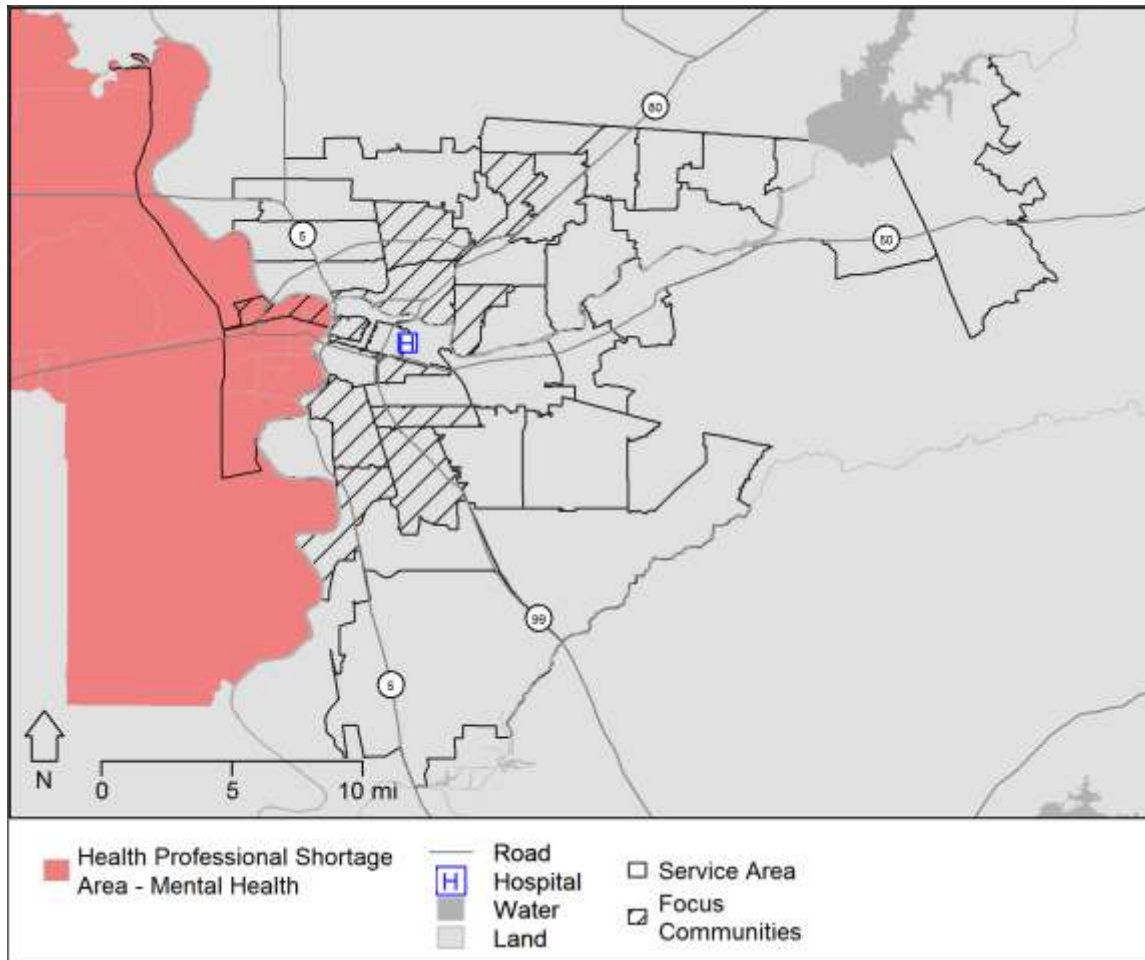 80
5
50
99
5
N
0 5 10 mi
Health Professional Shortage
Area - Mental Health
Road
H Hospital
Water
Land
Service Area
Focus
Communities
H